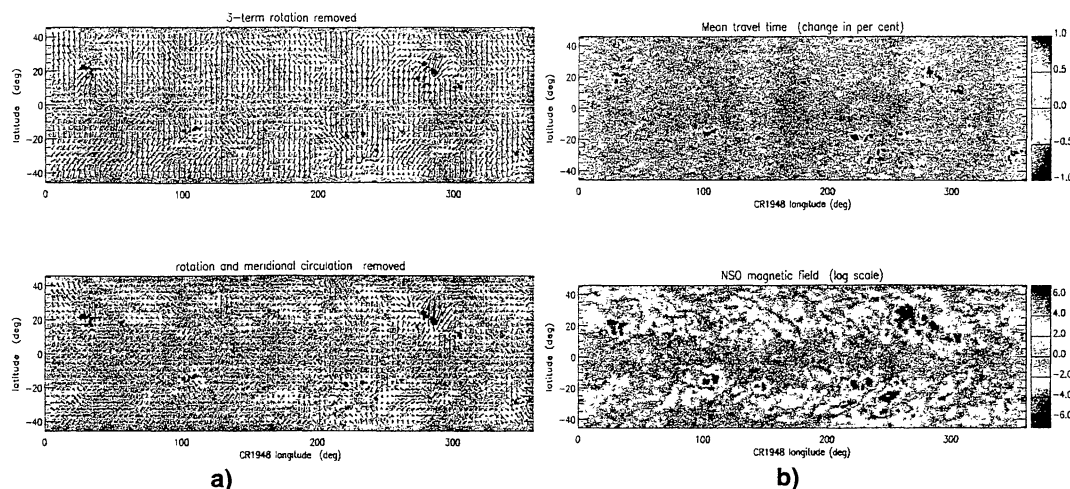 3-term rotation removed
latitude (deg)
40
20
0
-20
-40
0 100 200 300
rotation and meridional circulation removed
latitude (deg)
40
20
0
-20
-40
0 100 200 300
CR1948 longitude (deg)
a)
Mean travel time (change in per cent)
latitude (deg)
40
20
0
-20
-40
0 100 200 300
CR1948 longitude (deg)
1.0
0.5
0.0
-0.5
-1.0
NSO magnetic field (log scale)
latitude (deg)
40
20
0
-20
-40
0 100 200 300
CR1948 longitude (deg)
6.0
4.0
2.0
0.0
-2.0
-4.0
-6.0
b)